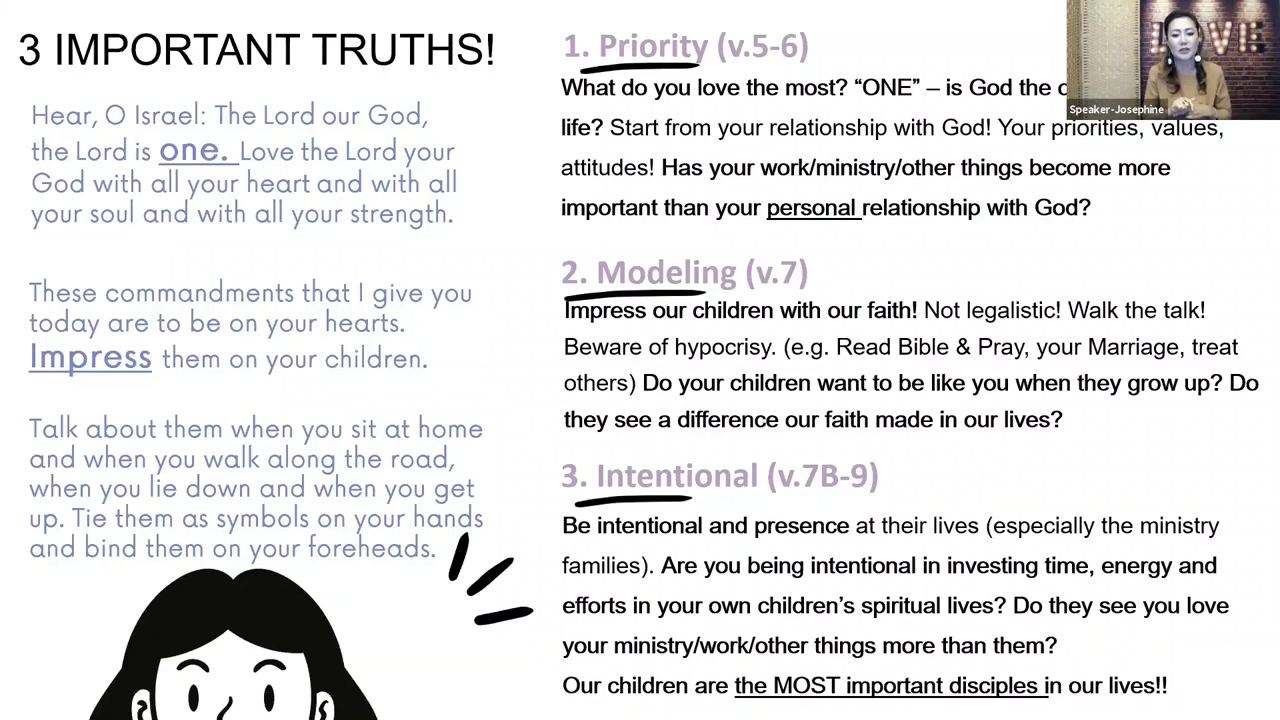 3 IMPORTANT TRUTHS!
Hear, O Israel: The Lord our God,
the Lord is one. Love the Lord your
God with all your heart and with all
your soul and with all your strength.
These commandments that I give you
today are to be on your hearts.
Impress them on your children.
Talk about them when you sit at home
and when you walk along the road,
when you lie down and when you get
up. Tie them as symbols on your hands
and bind them on your foreheads.
1. Priority (v.5-6)
What do you love the most? “ONE” – is God the
life? Start from your relationship with God! Your priorities, values,
attitudes! Has your work/ministry/other things become more
important than your personal relationship with God?
2. Modeling (v.7)
Impress our children with our faith! Not legalistic! Walk the talk!
Beware of hypocrisy. (e.g. Read Bible & Pray, your Marriage, treat
others) Do your children want to be like you when they grow up? Do
they see a difference our faith made in our lives?
3. Intentional (v.7B-9)
Be intentional and presence at their lives (especially the ministry
families). Are you being intentional in investing time, energy and
efforts in your own children’s spiritual lives? Do they see you love
your ministry/work/other things more than them?
Our children are the MOST important disciples in our lives!!
LOVE
Speaker-Josephine